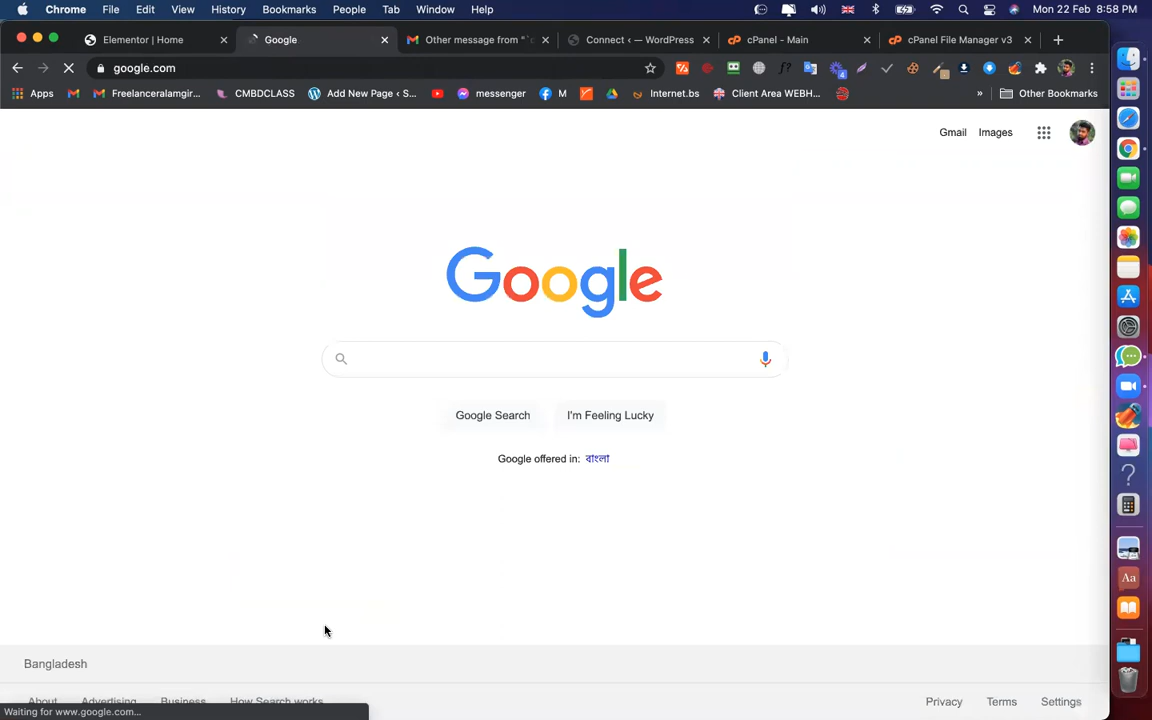 Chrome File Edit View History Bookmarks People Tab Window Help Mon 22 Feb 8:58 PM
Elementor | Home Google Other message from "`c Connect ‹ — WordPress cPanel - Main cPanel File Manager v3
google.com
Apps Freelanceralamgir... CMBDCLASS Add New Page ‹ S... messenger M Internet.bs Client Area WEBH... » Other Bookmarks
Gmail Images
Google
Google Search I'm Feeling Lucky
Google offered in: বাংলা
Bangladesh
About Advertising Business How Search works Privacy Terms Settings
Waiting for www.google.com...